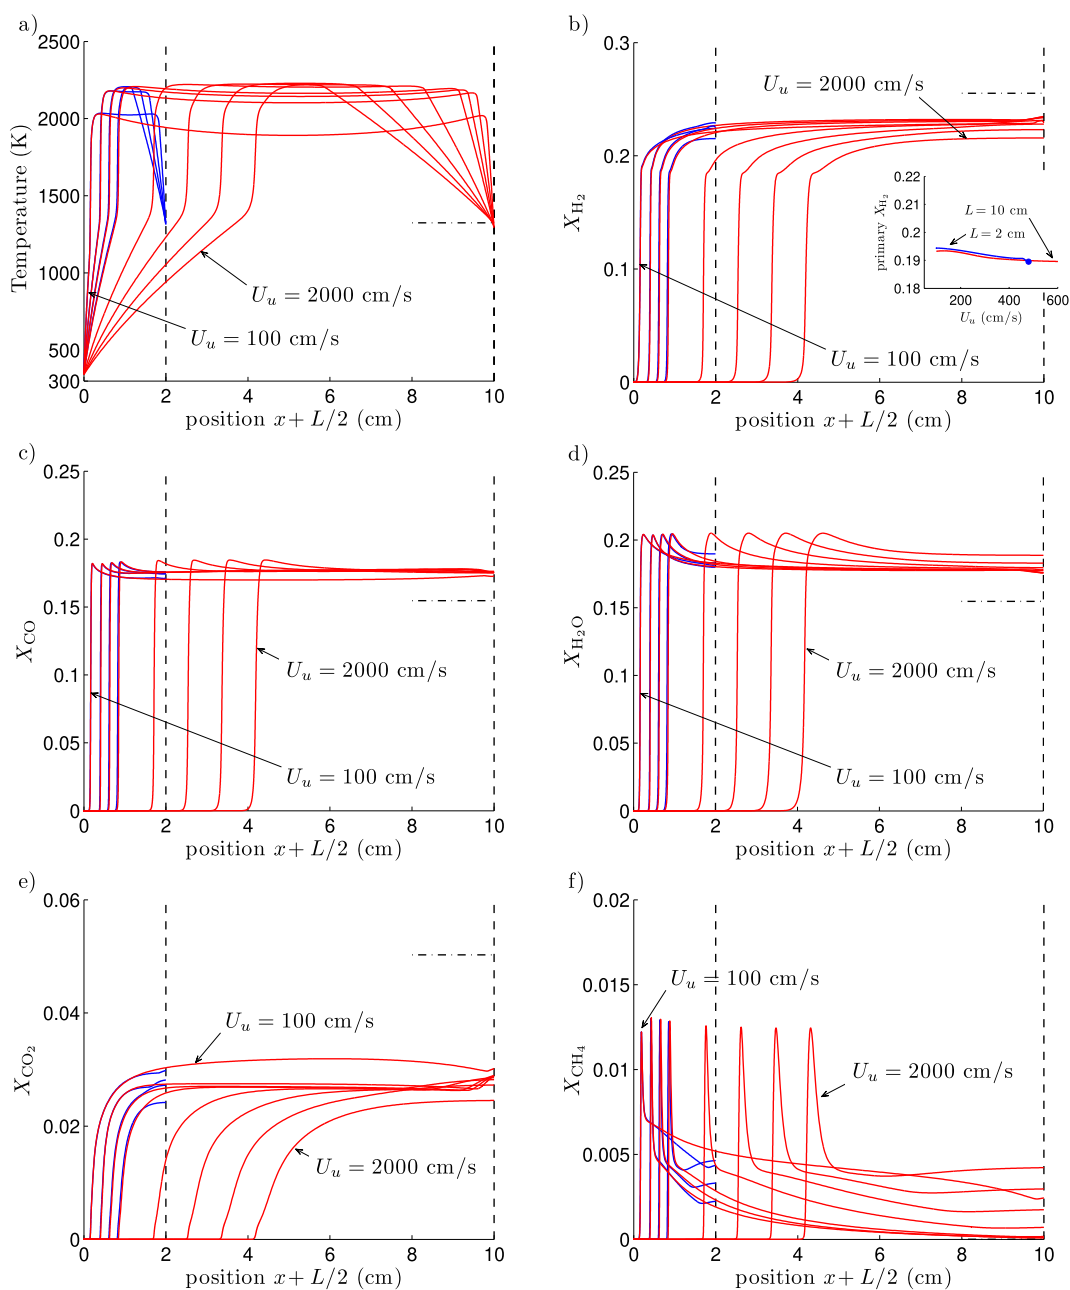 a)
2500
2000
1500
1000
500
300
Temperature (K)
U_u = 2000 cm/s
U_u = 100 cm/s
0 2 4 6 8 10
position x + L/2 (cm)
b)
0.3
0.2
0.1
0
X_H₂
U_u = 2000 cm/s
U_u = 100 cm/s
0.22
0.21
0.2
0.19
0.18
primary X_H₂
L = 10 cm
L = 2 cm
200 400 600
U_u (cm/s)
0 2 4 6 8 10
position x + L/2 (cm)
c)
0.25
0.2
0.15
0.1
0.05
0
X_CO
U_u = 2000 cm/s
U_u = 100 cm/s
0 2 4 6 8 10
position x + L/2 (cm)
d)
0.25
0.2
0.15
0.1
0.05
0
X_H₂O
U_u = 2000 cm/s
U_u = 100 cm/s
0 2 4 6 8 10
position x + L/2 (cm)
e)
0.06
0.04
0.02
0
X_CO₂
U_u = 100 cm/s
U_u = 2000 cm/s
0 2 4 6 8 10
position x + L/2 (cm)
f)
0.02
0.015
0.01
0.005
0
X_CH₄
U_u = 100 cm/s
U_u = 2000 cm/s
0 2 4 6 8 10
position x + L/2 (cm)